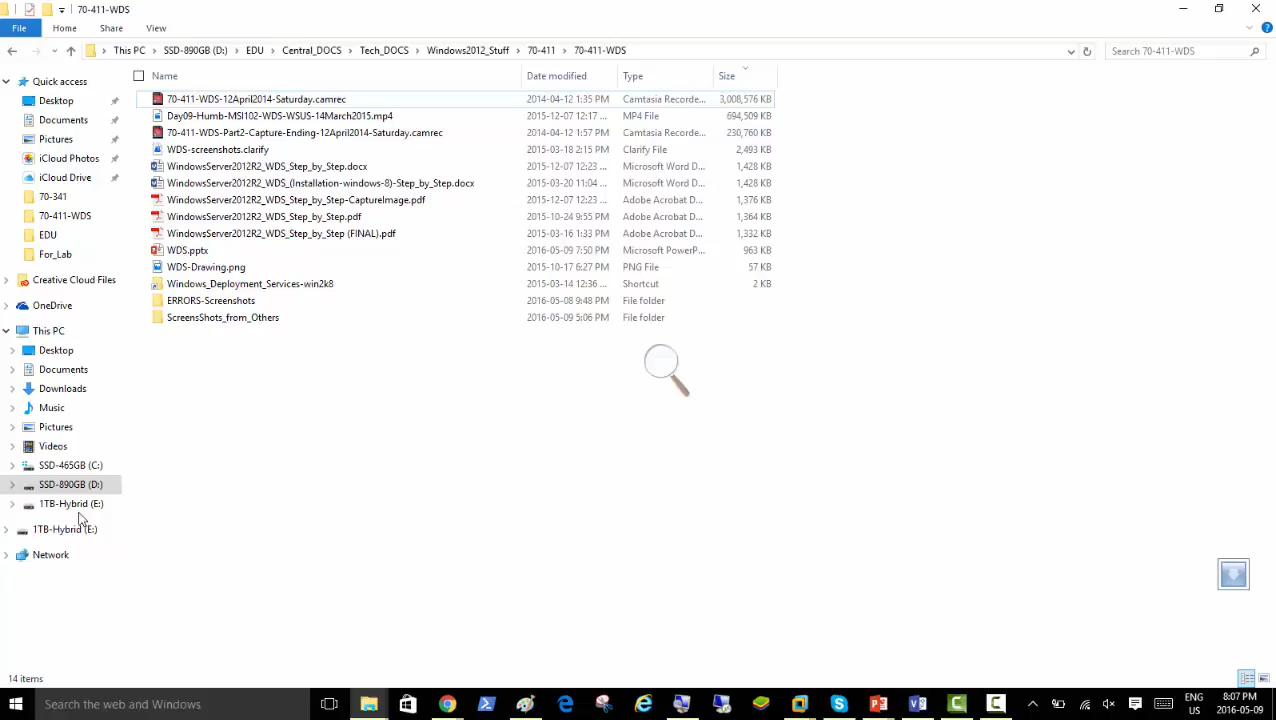 70-411-WDS
File Home Share View
This PC SSD-890GB (D:) EDU Central_DOCS Tech_DOCS Windows2012_Stuff 70-411 70-411-WDS Search 70-411-WDS
Name Date modified Type Size
70-411-WDS-12April2014-Saturday.camrec 2014-04-12 1:35 PM Camtasia Recorde... 3,008,576 KB
Day09-Humb-MSI102-WDS-WSUS-14March2015.mp4 2015-12-07 12:17 ... MP4 File 694,509 KB
70-411-WDS-Part2-Capture-Ending-12April2014-Saturday.camrec 2014-04-12 1:57 PM Camtasia Recorde... 230,760 KB
WDS-screenshots.clarify 2015-03-18 2:15 PM Clarify File 2,493 KB
WindowsServer2012R2_WDS_Step_by_Step.docx 2015-12-07 12:23 ... Microsoft Word D... 1,428 KB
WindowsServer2012R2_WDS_(Installation-windows-8)-Step_by_Step.docx 2015-03-20 11:04 ... Microsoft Word D... 1,428 KB
WindowsServer2012R2_WDS_Step_by_Step-CaptureImage.pdf 2015-12-07 12:23 ... Adobe Acrobat D... 1,376 KB
WindowsServer2012R2_WDS_Step_by_Step.pdf 2015-10-24 9:55 PM Adobe Acrobat D... 1,364 KB
WindowsServer2012R2_WDS_Step_by_Step (FINAL).pdf 2015-03-16 1:33 PM Adobe Acrobat D... 1,332 KB
WDS.pptx 2016-05-09 7:50 PM Microsoft PowerP... 963 KB
WDS-Drawing.png 2015-10-17 6:27 PM PNG File 57 KB
Windows_Deployment_Services-win2k8 2015-03-14 12:36 ... Shortcut 2 KB
ERRORS-Screenshots 2016-05-08 9:48 PM File folder
ScreensShots_from_Others 2016-05-09 5:06 PM File folder
Quick access
Desktop
Documents
Pictures
iCloud Photos
iCloud Drive
70-341
70-411-WDS
EDU
For_Lab
Creative Cloud Files
OneDrive
This PC
Desktop
Documents
Downloads
Music
Pictures
Videos
SSD-465GB (C:)
SSD-890GB (D:)
1TB-Hybrid (E:)
1TB-Hybrid (E:)
Network
14 items
Search the web and Windows
ENG 8:07 PM
US 2016-05-09